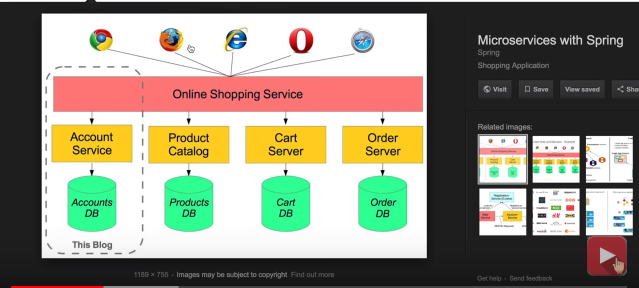 Online Shopping Service
Account
Service
Product
Catalog
Cart
Server
Order
Server
Accounts
DB
Products
DB
Cart
DB
Order
DB
This Blog
1169 × 755 - Images may be subject to copyright Find out more
Microservices with Spring
Spring
Shopping Application
Visit
Save
View saved
Sha
Related images:
Get help - Send feedback